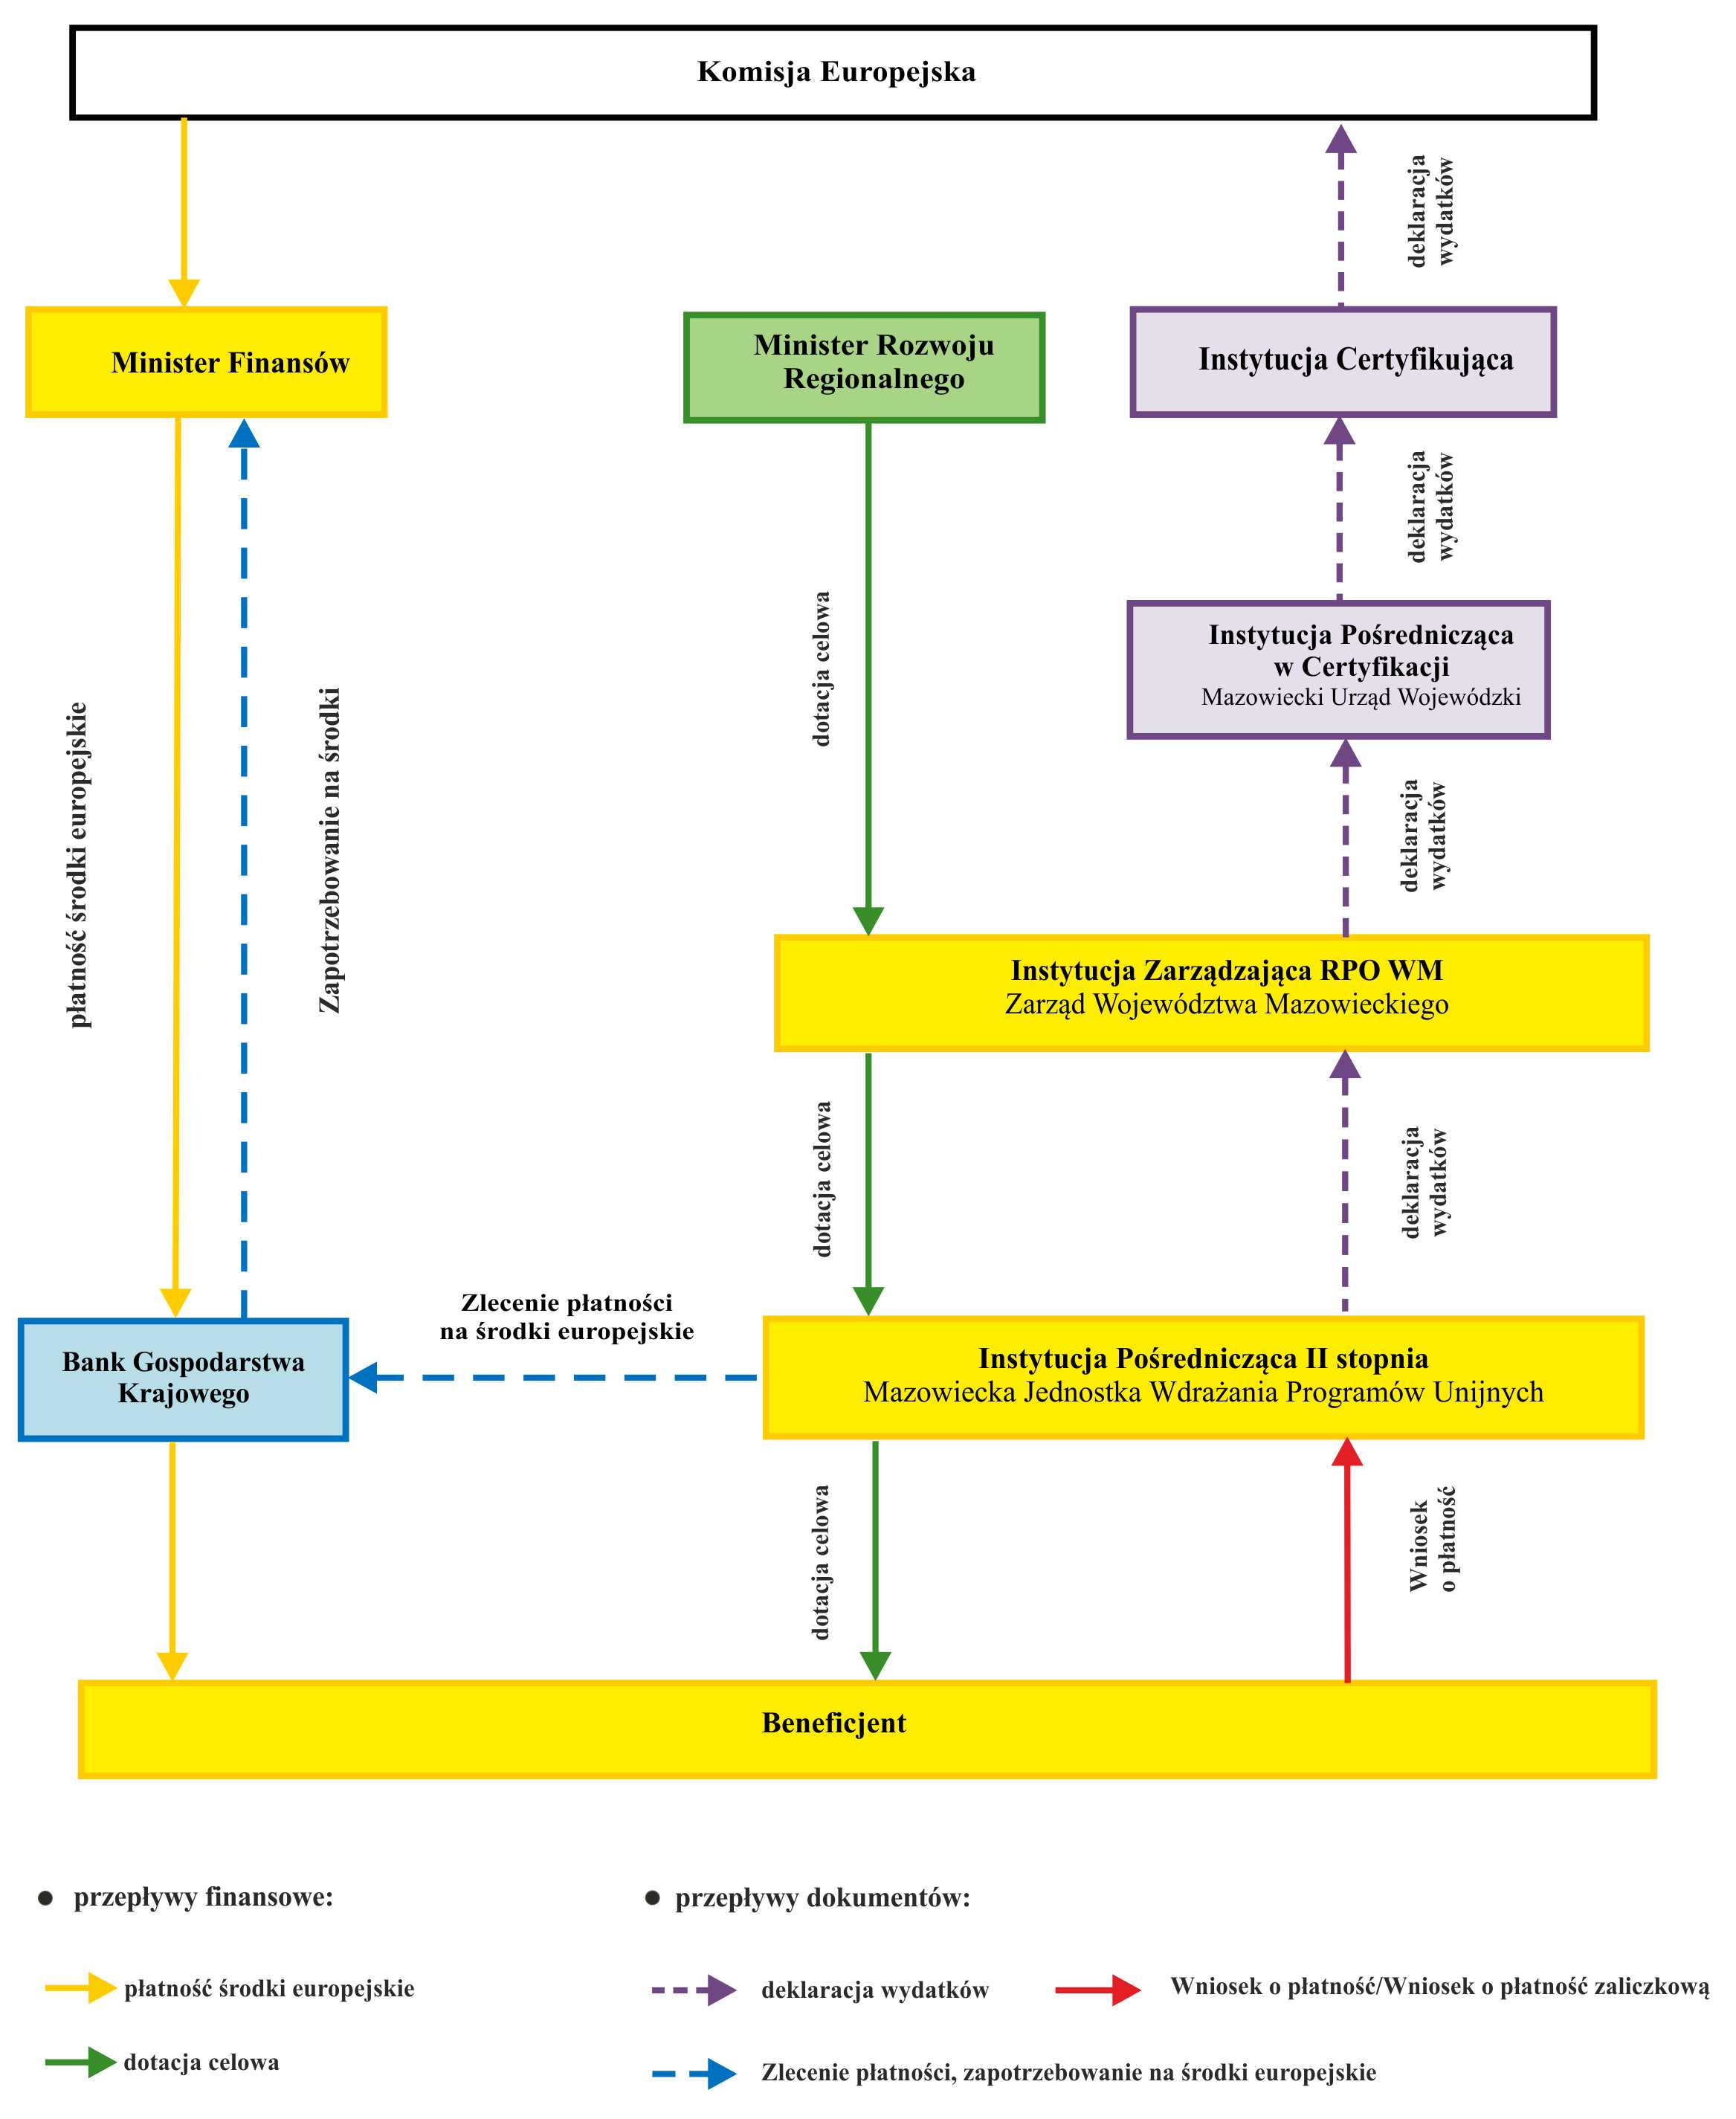 Komisja Europejska
deklaracja
wydatków
Minister Finansów
Minister Rozwoju
Regionalnego
Instytucja Certyfikująca
deklaracja
wydatków
dotacja celowa
Instytucja Pośrednicząca
w Certyfikacji
Mazowiecki Urząd Wojewódzki
płatność środki europejskie
Zapotrzebowanie na środki
deklaracja
wydatków
Instytucja Zarządzająca RPO WM
Zarząd Województwa Mazowieckiego
dotacja celowa
deklaracja
wydatków
Zlecenie płatności
na środki europejskie
Bank Gospodarstwa
Krajowego
Instytucja Pośrednicząca II stopnia
Mazowiecka Jednostka Wdrażania Programów Unijnych
dotacja celowa
Wniosek
o płatność
Beneficjent
przepływy finansowe:
płatność środki europejskie
dotacja celowa
przepływy dokumentów:
deklaracja wydatków
Wniosek o płatność/Wniosek o płatność zaliczkową
Zlecenie płatności, zapotrzebowanie na środki europejskie